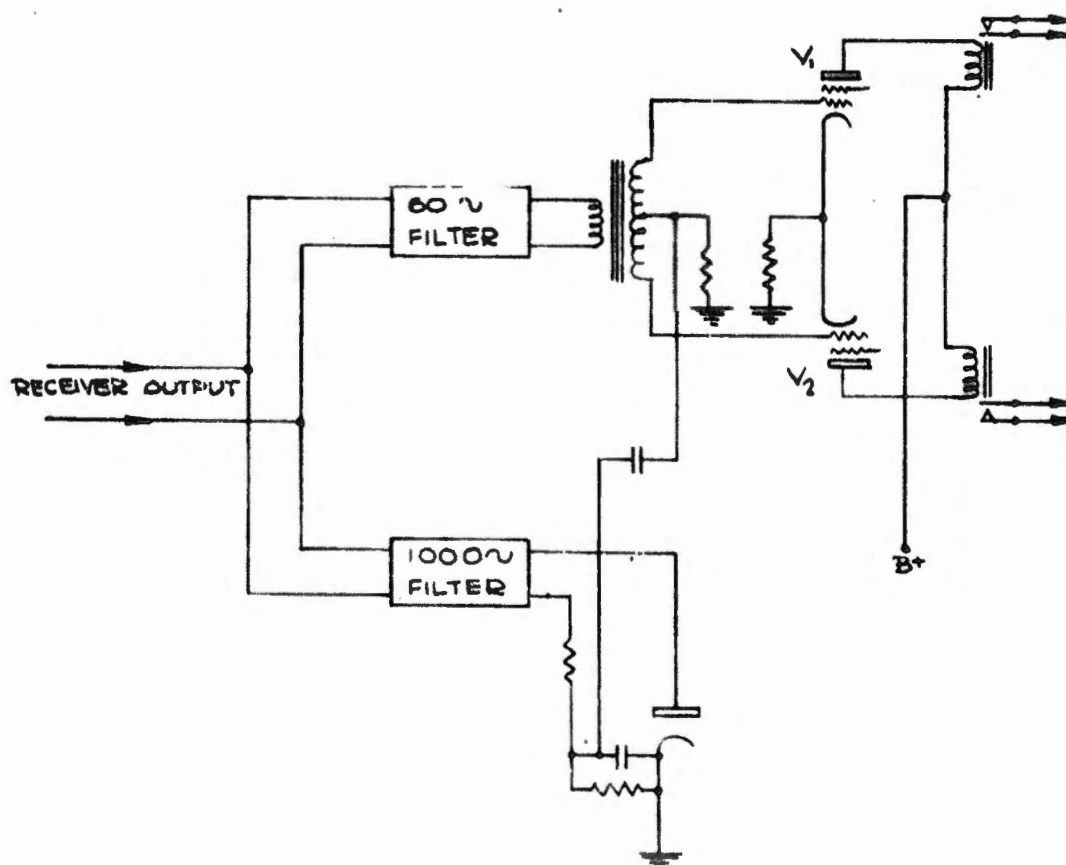 V₁
60 ~
FILTER
RECEIVER OUTPUT
V₂
1000~
FILTER
B+